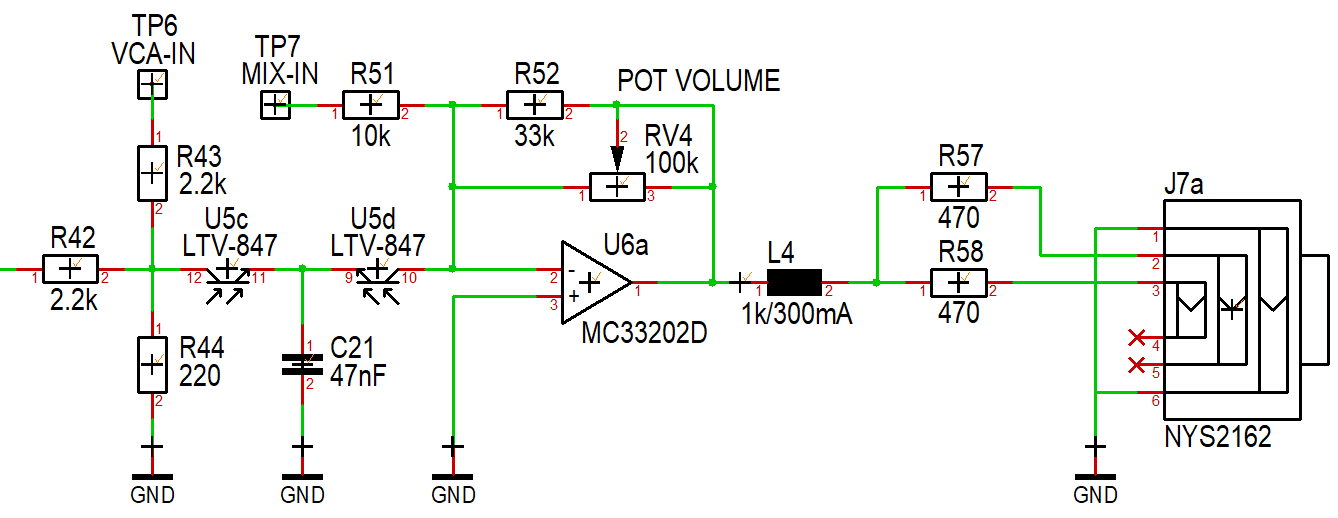 TP6
VCA-IN
TP7
MIX-IN
R51
1
2
10k
R52
1
2
33k
POT VOLUME
2
RV4
100k
1
3
1
R43
2.2k
2
R42
1
2
2.2k
U5c
LTV-847
12
11
U5d
LTV-847
9
10
U6a
2
-
3
+
1
MC33202D
L4
1
2
1k/300mA
R57
1
2
470
R58
1
2
470
J7a
1
2
3
4
5
6
NYS2162
1
R44
220
2
1
C21
47nF
2
GND
GND
GND
GND